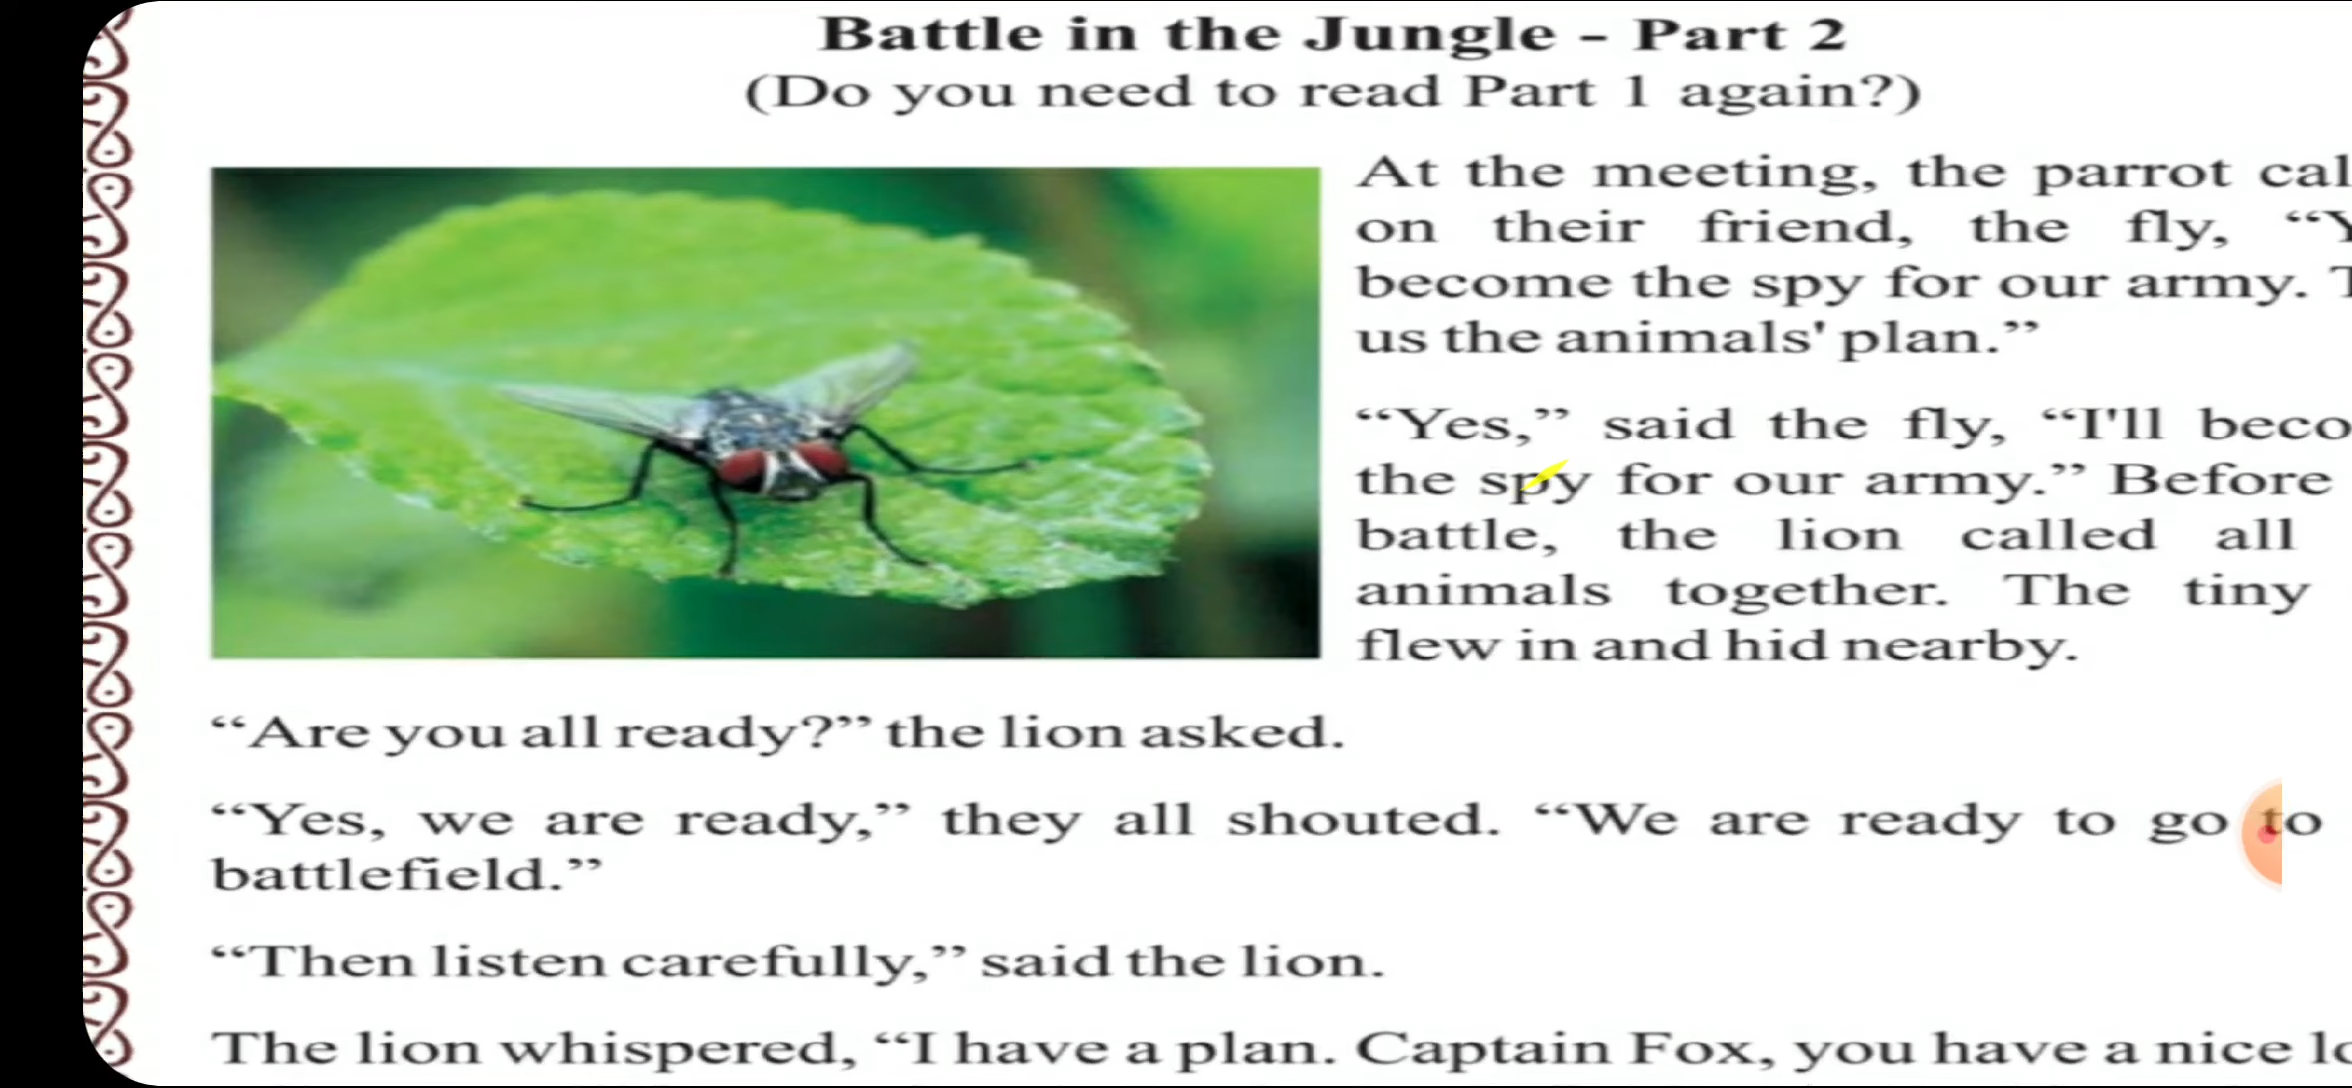 Battle in the Jungle - Part 2
(Do you need to read Part 1 again?)
At the meeting, the parrot
on their friend, the fly,
become the spy for our army.
us the animals' plan.”
“Yes,” said the fly, “I'll
the spy for our army.” Before
battle, the lion called all
animals together. The tiny
flew in and hid nearby.
“Are you all ready?” the lion asked.
“Yes, we are ready,” they all shouted. “We are ready to go to
battlefield.”
“Then listen carefully,” said the lion.
The lion whispered, “I have a plan. Captain Fox, you have a nice